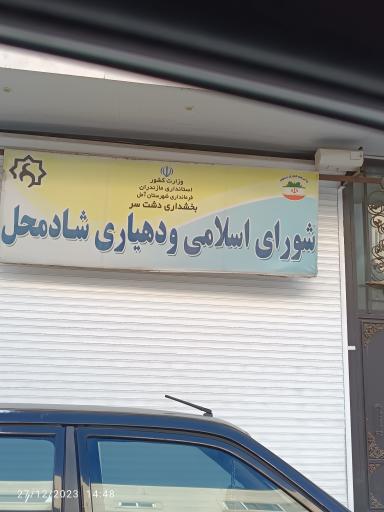 وزارت کشور
استانداری مازندران
فرمانداری شهرستان آمل
بخشداری دشت سر
شورای اسلامی ودهیاری شادمحل
27/12/2023 14:48